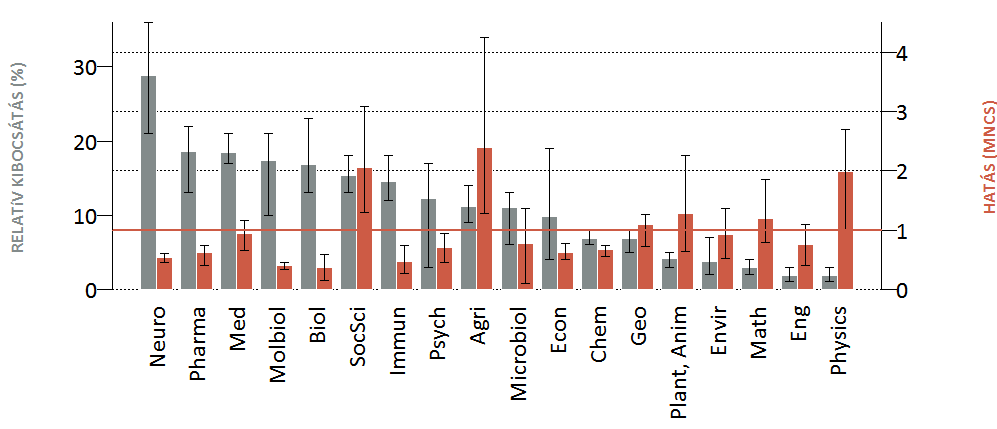 RELATÍV KIBOCSÁTÁS (%)
30
20
10
0
4
3
2
1
0
HATÁS (MNCS)
Neuro
Pharma
Med
Molbiol
Biol
SocSci
Immun
Psych
Agri
Microbiol
Econ
Chem
Geo
Plant, Anim
Envir
Math
Eng
Physics